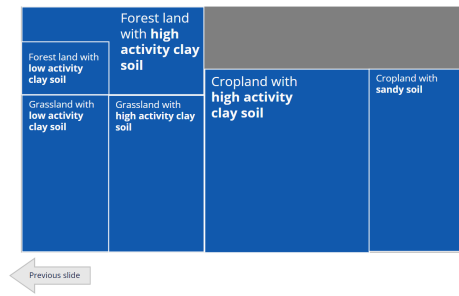 Forest land
with high
activity clay
soil
Forest land with
low activity
clay soil
Grassland with
low activity
clay soil
Grassland with
high activity clay
soil
Cropland with
high activity
clay soil
Cropland with
sandy soil
Previous slide